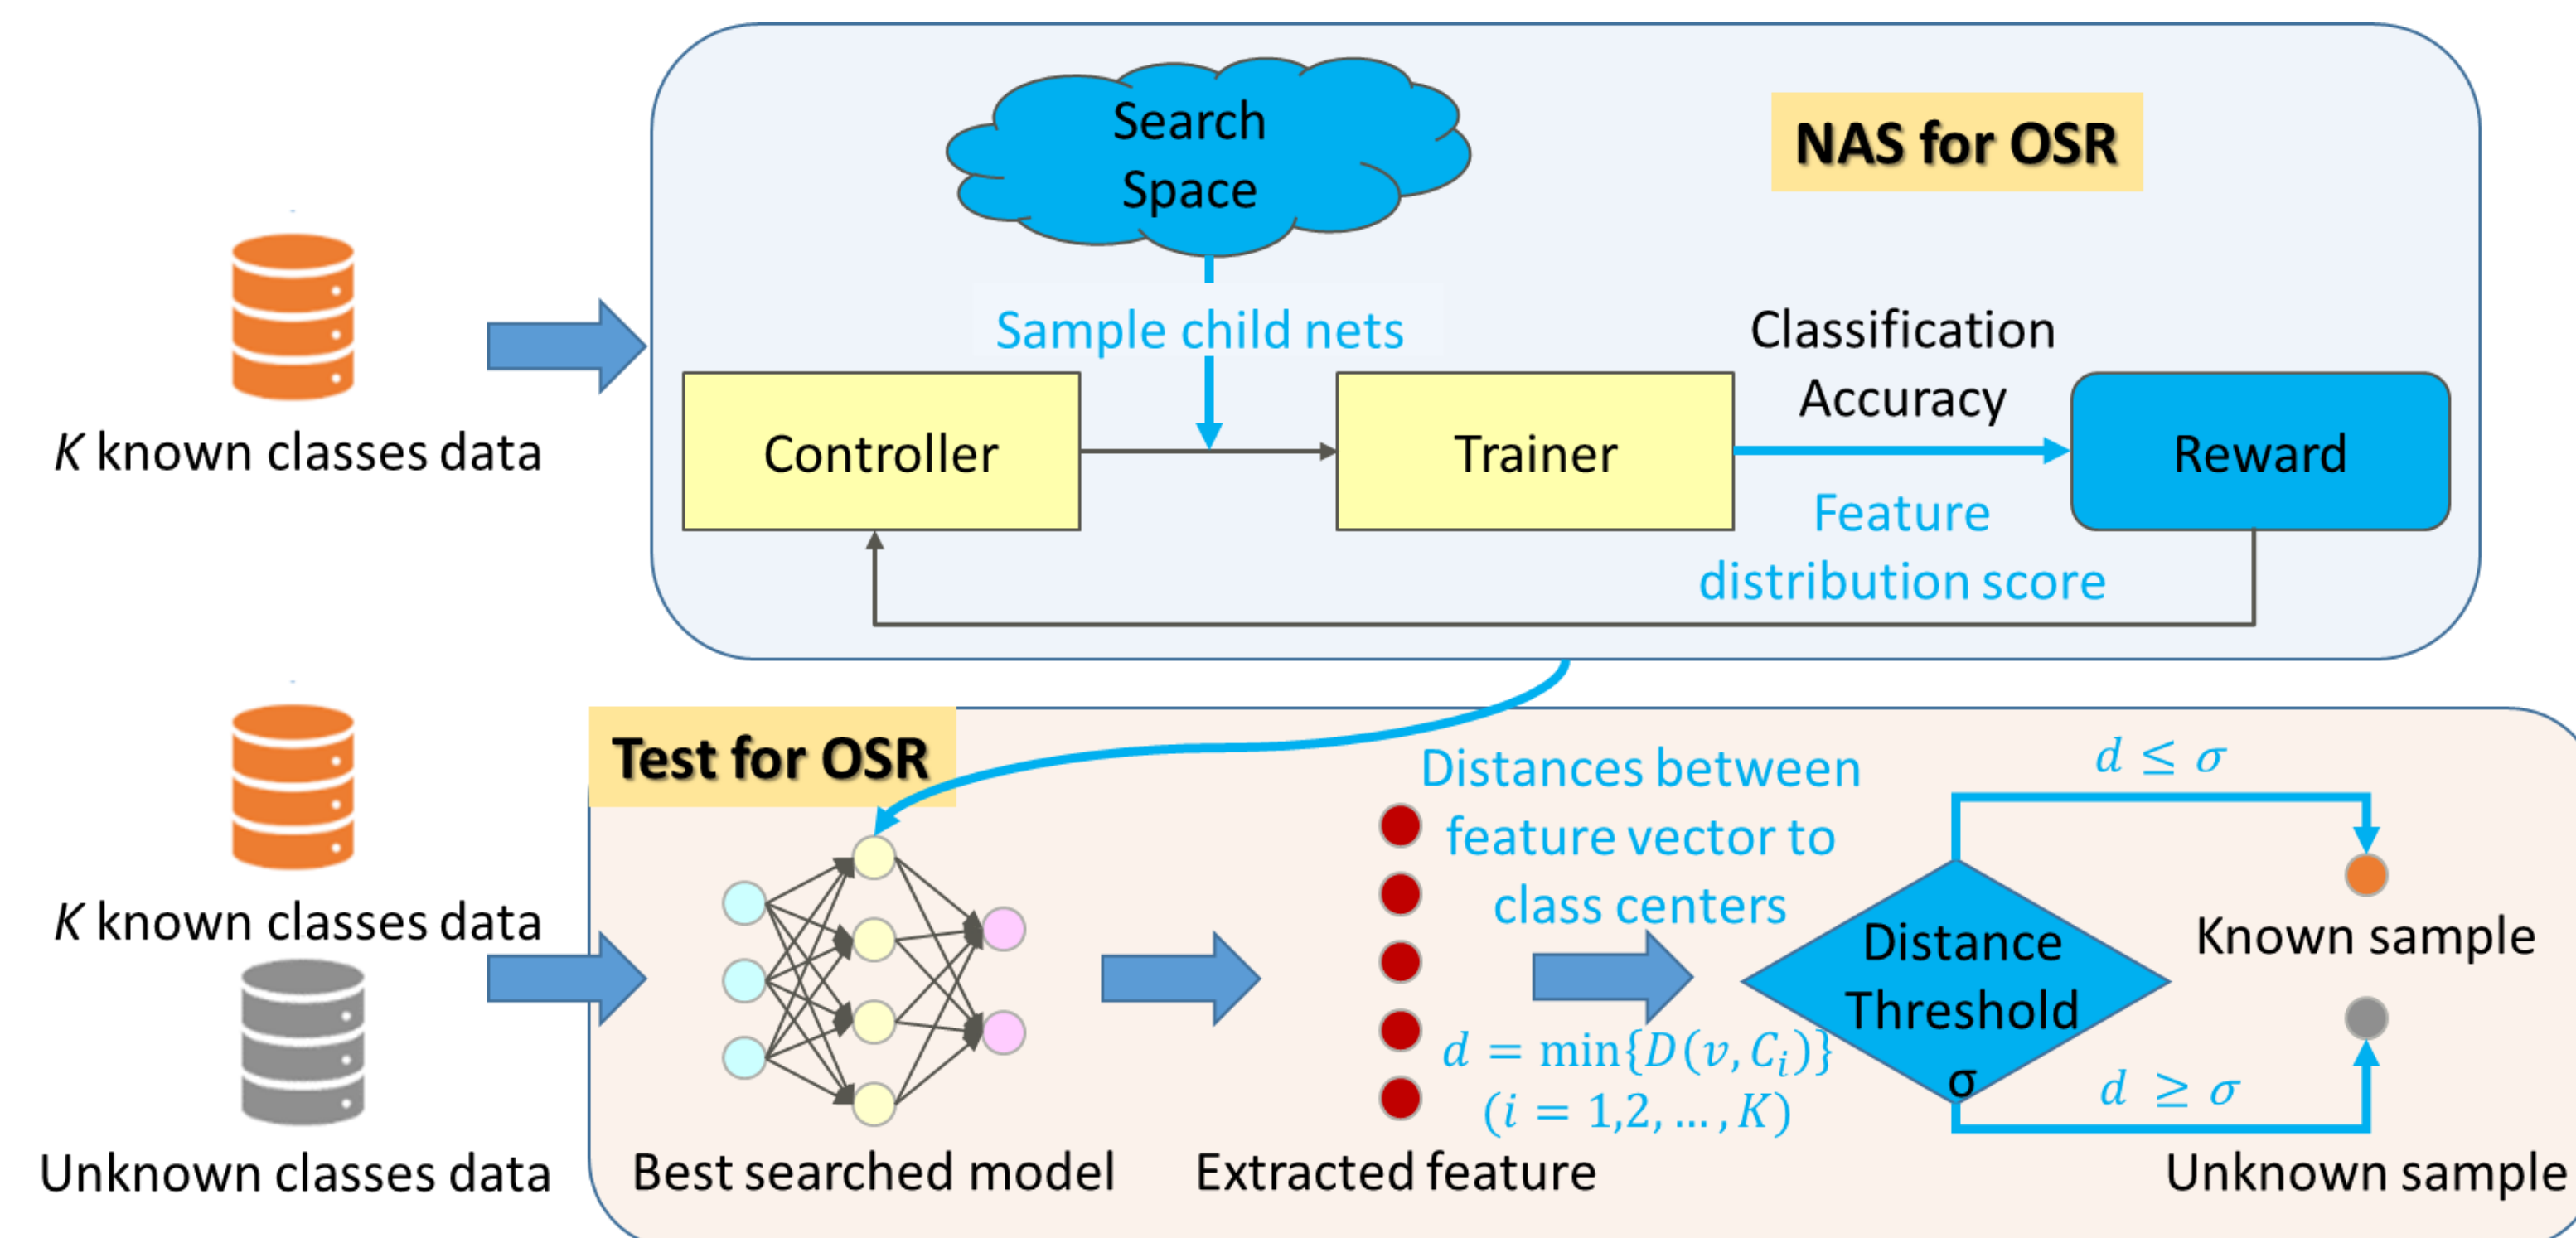 Search
Space
NAS for OSR
Sample child nets
Classification
Accuracy
K known classes data
Controller
Trainer
Reward
Feature
distribution score
Test for OSR
Distances between
feature vector to
class centers
d ≤ σ
K known classes data
Known sample
Distance
Threshold
σ
d = min{D(v, C_i)}
(i = 1,2, ... , K)
d ≥ σ
Unknown classes data
Best searched model
Extracted feature
Unknown sample